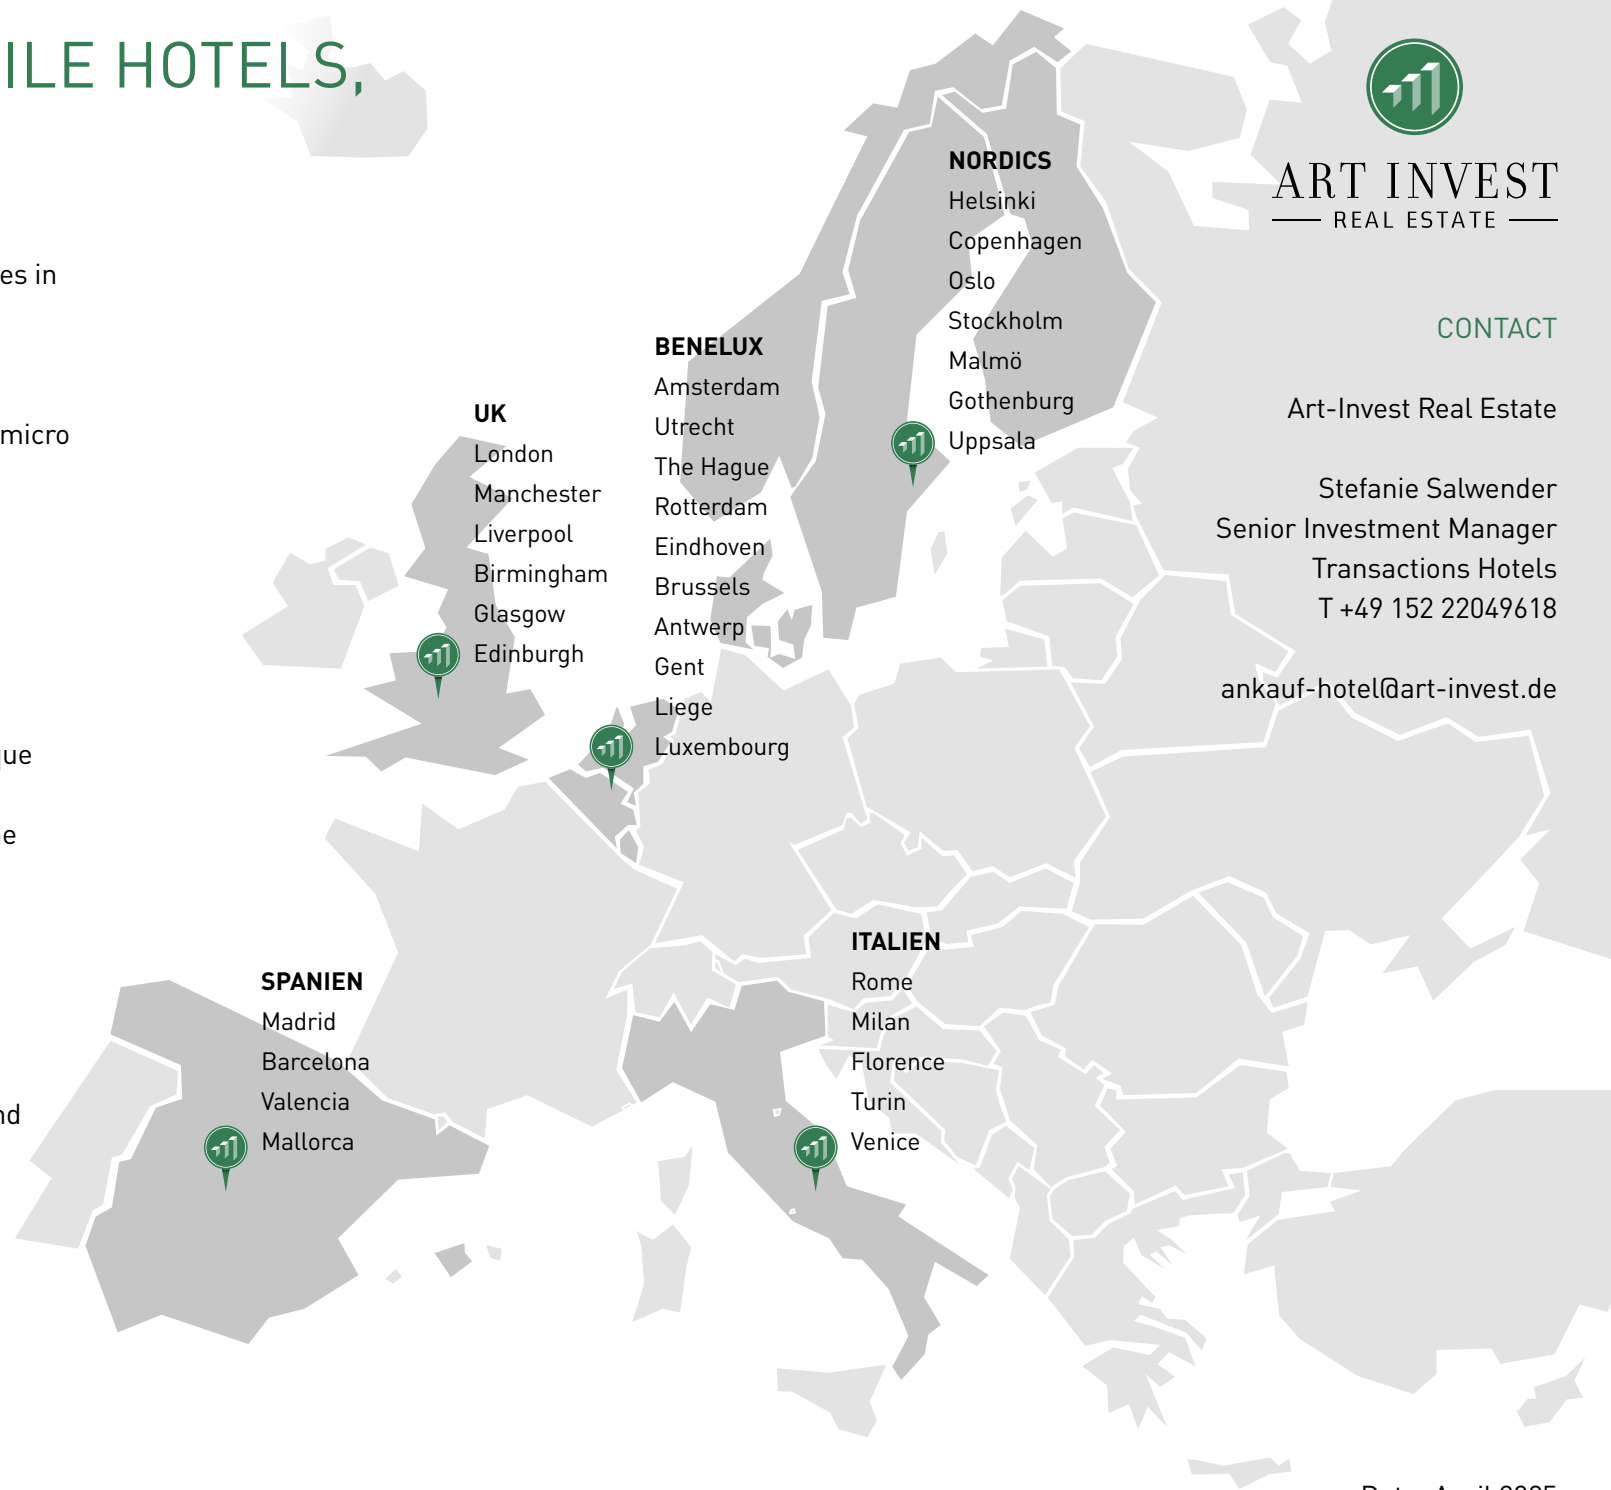 ILE HOTELS,
es in
micro
que
ne
nd
UK
London
Manchester
Liverpool
Birmingham
Glasgow
Edinburgh
BENELUX
Amsterdam
Utrecht
The Hague
Rotterdam
Eindhoven
Brussels
Antwerp
Gent
Liege
Luxembourg
NORDICS
Helsinki
Copenhagen
Oslo
Stockholm
Malmö
Gothenburg
Uppsala
SPANIEN
Madrid
Barcelona
Valencia
Mallorca
ITALIEN
Rome
Milan
Florence
Turin
Venice
ART INVEST
REAL ESTATE
CONTACT
Art-Invest Real Estate
Stefanie Salwender
Senior Investment Manager
Transactions Hotels
T +49 152 22049618
ankauf-hotel@art-invest.de